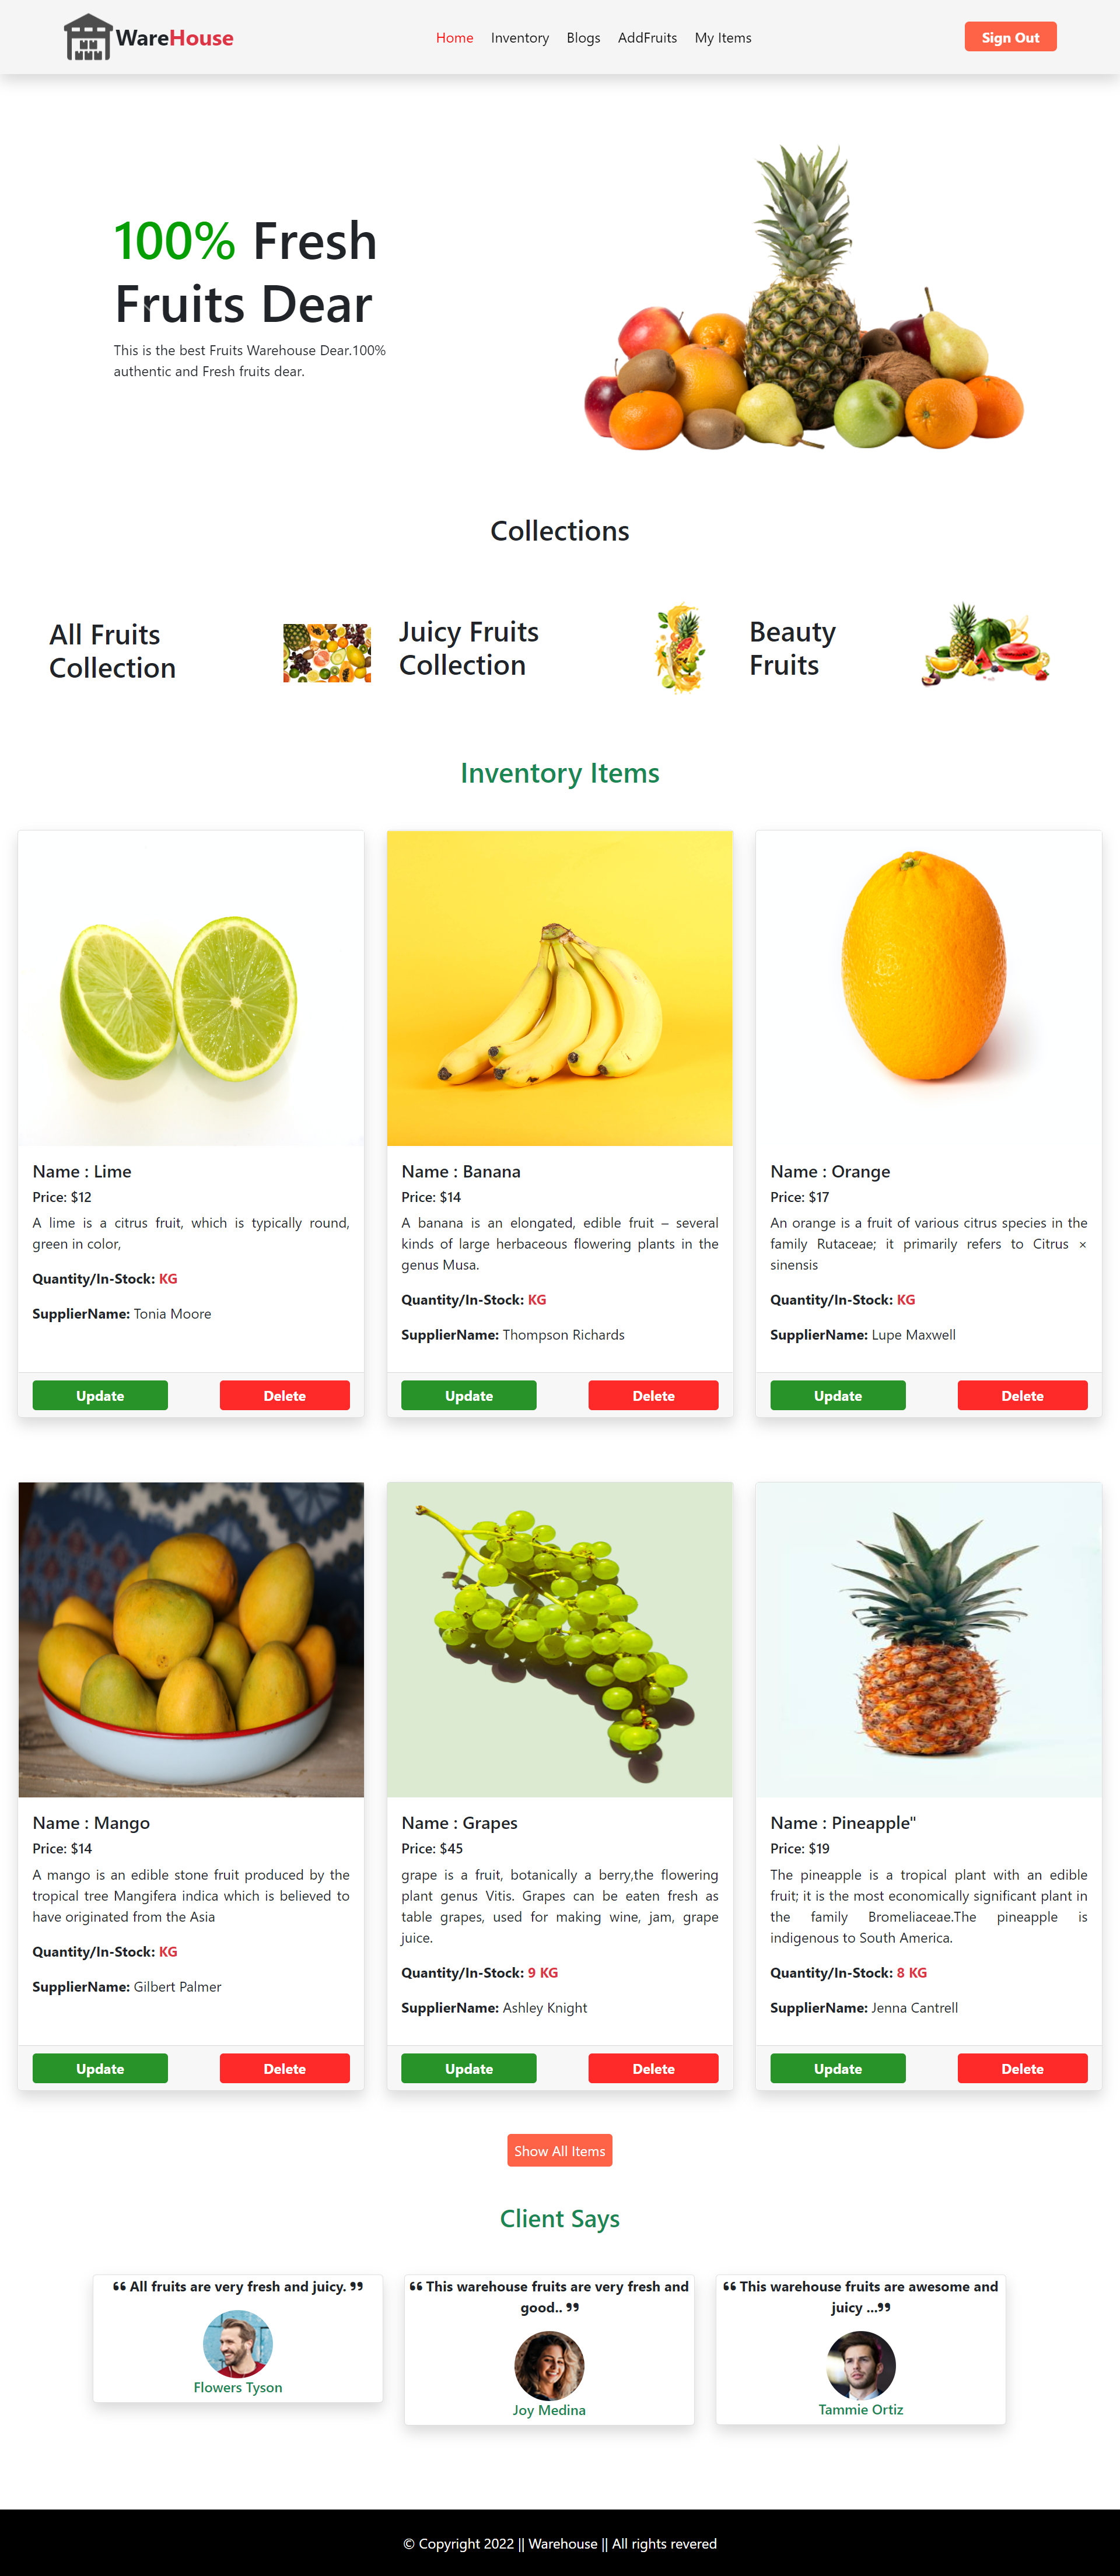 WareHouse
Home Inventory Blogs AddFruits My Items
Sign Out
100% Fresh
Fruits Dear
This is the best Fruits Warehouse Dear.100%
authentic and Fresh fruits dear.
Collections
All Fruits
Collection
Juicy Fruits
Collection
Beauty
Fruits
Inventory Items
Name : Lime
Price: $12
A lime is a citrus fruit, which is typically round,
green in color,
Quantity/In-Stock: KG
SupplierName: Tonia Moore
Update Delete
Name : Banana
Price: $14
A banana is an elongated, edible fruit – several
kinds of large herbaceous flowering plants in the
genus Musa.
Quantity/In-Stock: KG
SupplierName: Thompson Richards
Update Delete
Name : Orange
Price: $17
An orange is a fruit of various citrus species in the
family Rutaceae; it primarily refers to Citrus ×
sinensis
Quantity/In-Stock: KG
SupplierName: Lupe Maxwell
Update Delete
Name : Mango
Price: $14
A mango is an edible stone fruit produced by the
tropical tree Mangifera indica which is believed to
have originated from the Asia
Quantity/In-Stock: KG
SupplierName: Gilbert Palmer
Update Delete
Name : Grapes
Price: $45
grape is a fruit, botanically a berry,the flowering
plant genus Vitis. Grapes can be eaten fresh as
table grapes, used for making wine, jam, grape
juice.
Quantity/In-Stock: 9 KG
SupplierName: Ashley Knight
Update Delete
Name : Pineapple"
Price: $19
The pineapple is a tropical plant with an edible
fruit; it is the most economically significant plant in
the family Bromeliaceae.The pineapple is
indigenous to South America.
Quantity/In-Stock: 8 KG
SupplierName: Jenna Cantrell
Update Delete
Show All Items
Client Says
❝ All fruits are very fresh and juicy. ❞
Flowers Tyson
❝ This warehouse fruits are very fresh and
good.. ❞
Joy Medina
❝ This warehouse fruits are awesome and
juicy ...❞
Tammie Ortiz
© Copyright 2022 || Warehouse || All rights revered